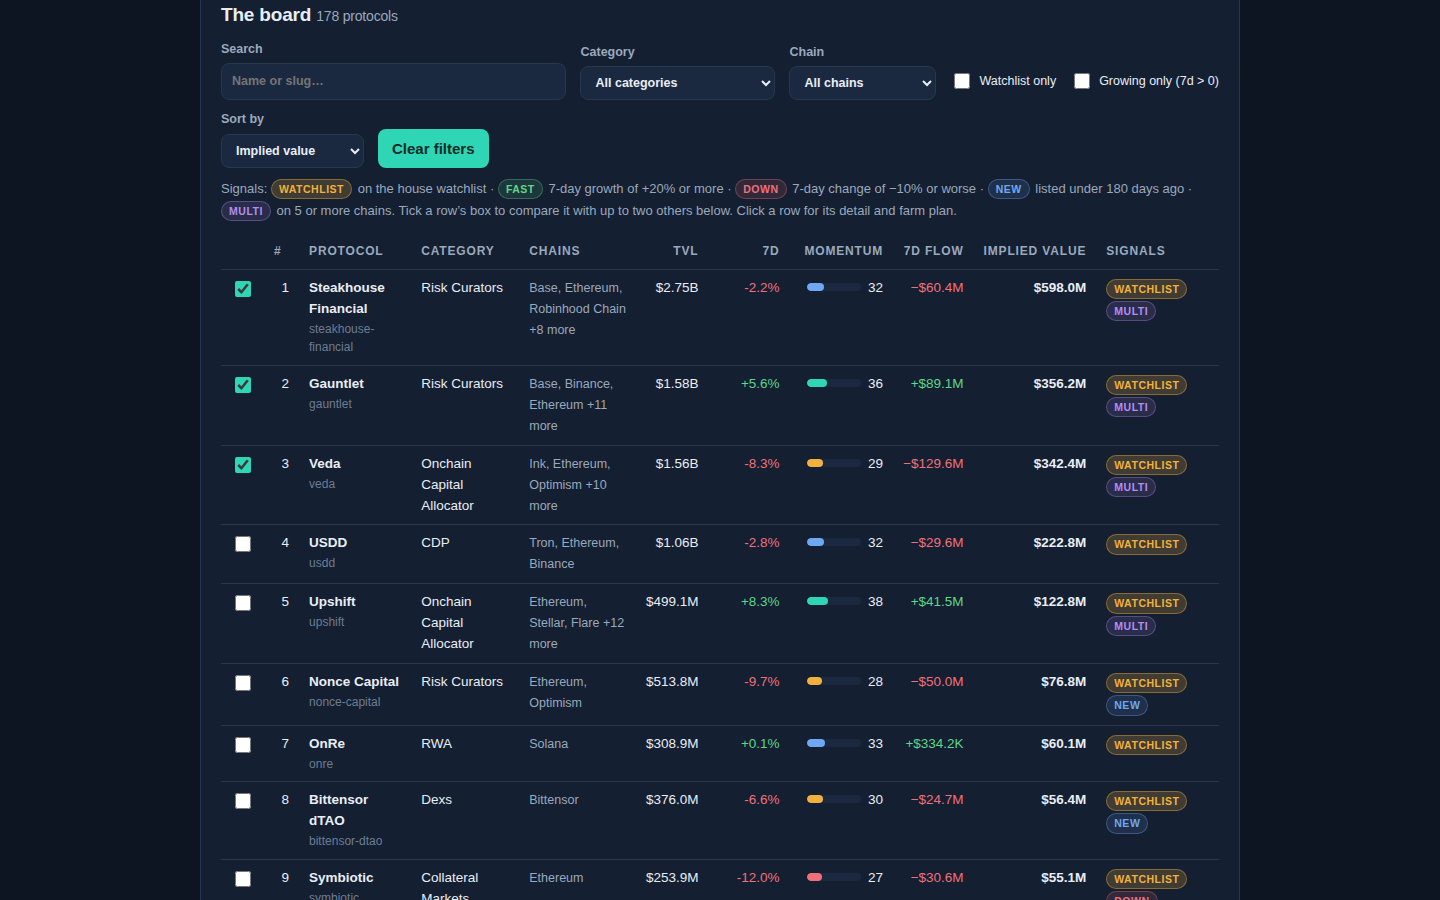 The board 178 protocols
Search
Category
Chain
Name or slug…
All categories
All chains
Watchlist only
Growing only (7d > 0)
Sort by
Implied value
Clear filters
Signals: WATCHLIST on the house watchlist · FAST 7-day growth of +20% or more · DOWN 7-day change of −10% or worse · NEW listed under 180 days ago ·
MULTI on 5 or more chains. Tick a row’s box to compare it with up to two others below. Click a row for its detail and farm plan.
# PROTOCOL CATEGORY CHAINS TVL 7D MOMENTUM 7D FLOW IMPLIED VALUE SIGNALS
1 Steakhouse Risk Curators Base, Ethereum, $2.75B -2.2% 32 −$60.4M $598.0M WATCHLIST
Financial Robinhood Chain MULTI
steakhouse- +8 more
financial
2 Gauntlet Risk Curators Base, Binance, $1.58B +5.6% 36 +$89.1M $356.2M WATCHLIST
gauntlet Ethereum +11 MULTI
more
3 Veda Onchain Ink, Ethereum, $1.56B -8.3% 29 −$129.6M $342.4M WATCHLIST
veda Capital Optimism +10 MULTI
Allocator more
4 USDD CDP Tron, Ethereum, $1.06B -2.8% 32 −$29.6M $222.8M WATCHLIST
usdd Binance
5 Upshift Onchain Ethereum, $499.1M +8.3% 38 +$41.5M $122.8M WATCHLIST
upshift Capital Stellar, Flare +12 MULTI
Allocator more
6 Nonce Capital Risk Curators Ethereum, $513.8M -9.7% 28 −$50.0M $76.8M WATCHLIST
nonce-capital Optimism NEW
7 OnRe RWA Solana $308.9M +0.1% 33 +$334.2K $60.1M WATCHLIST
onre
8 Bittensor Dexs Bittensor $376.0M -6.6% 30 −$24.7M $56.4M WATCHLIST
dTAO NEW
bittensor-dtao
9 Symbiotic Collateral Ethereum $253.9M -12.0% 27 −$30.6M $55.1M WATCHLIST
symbiotic Markets DOWN